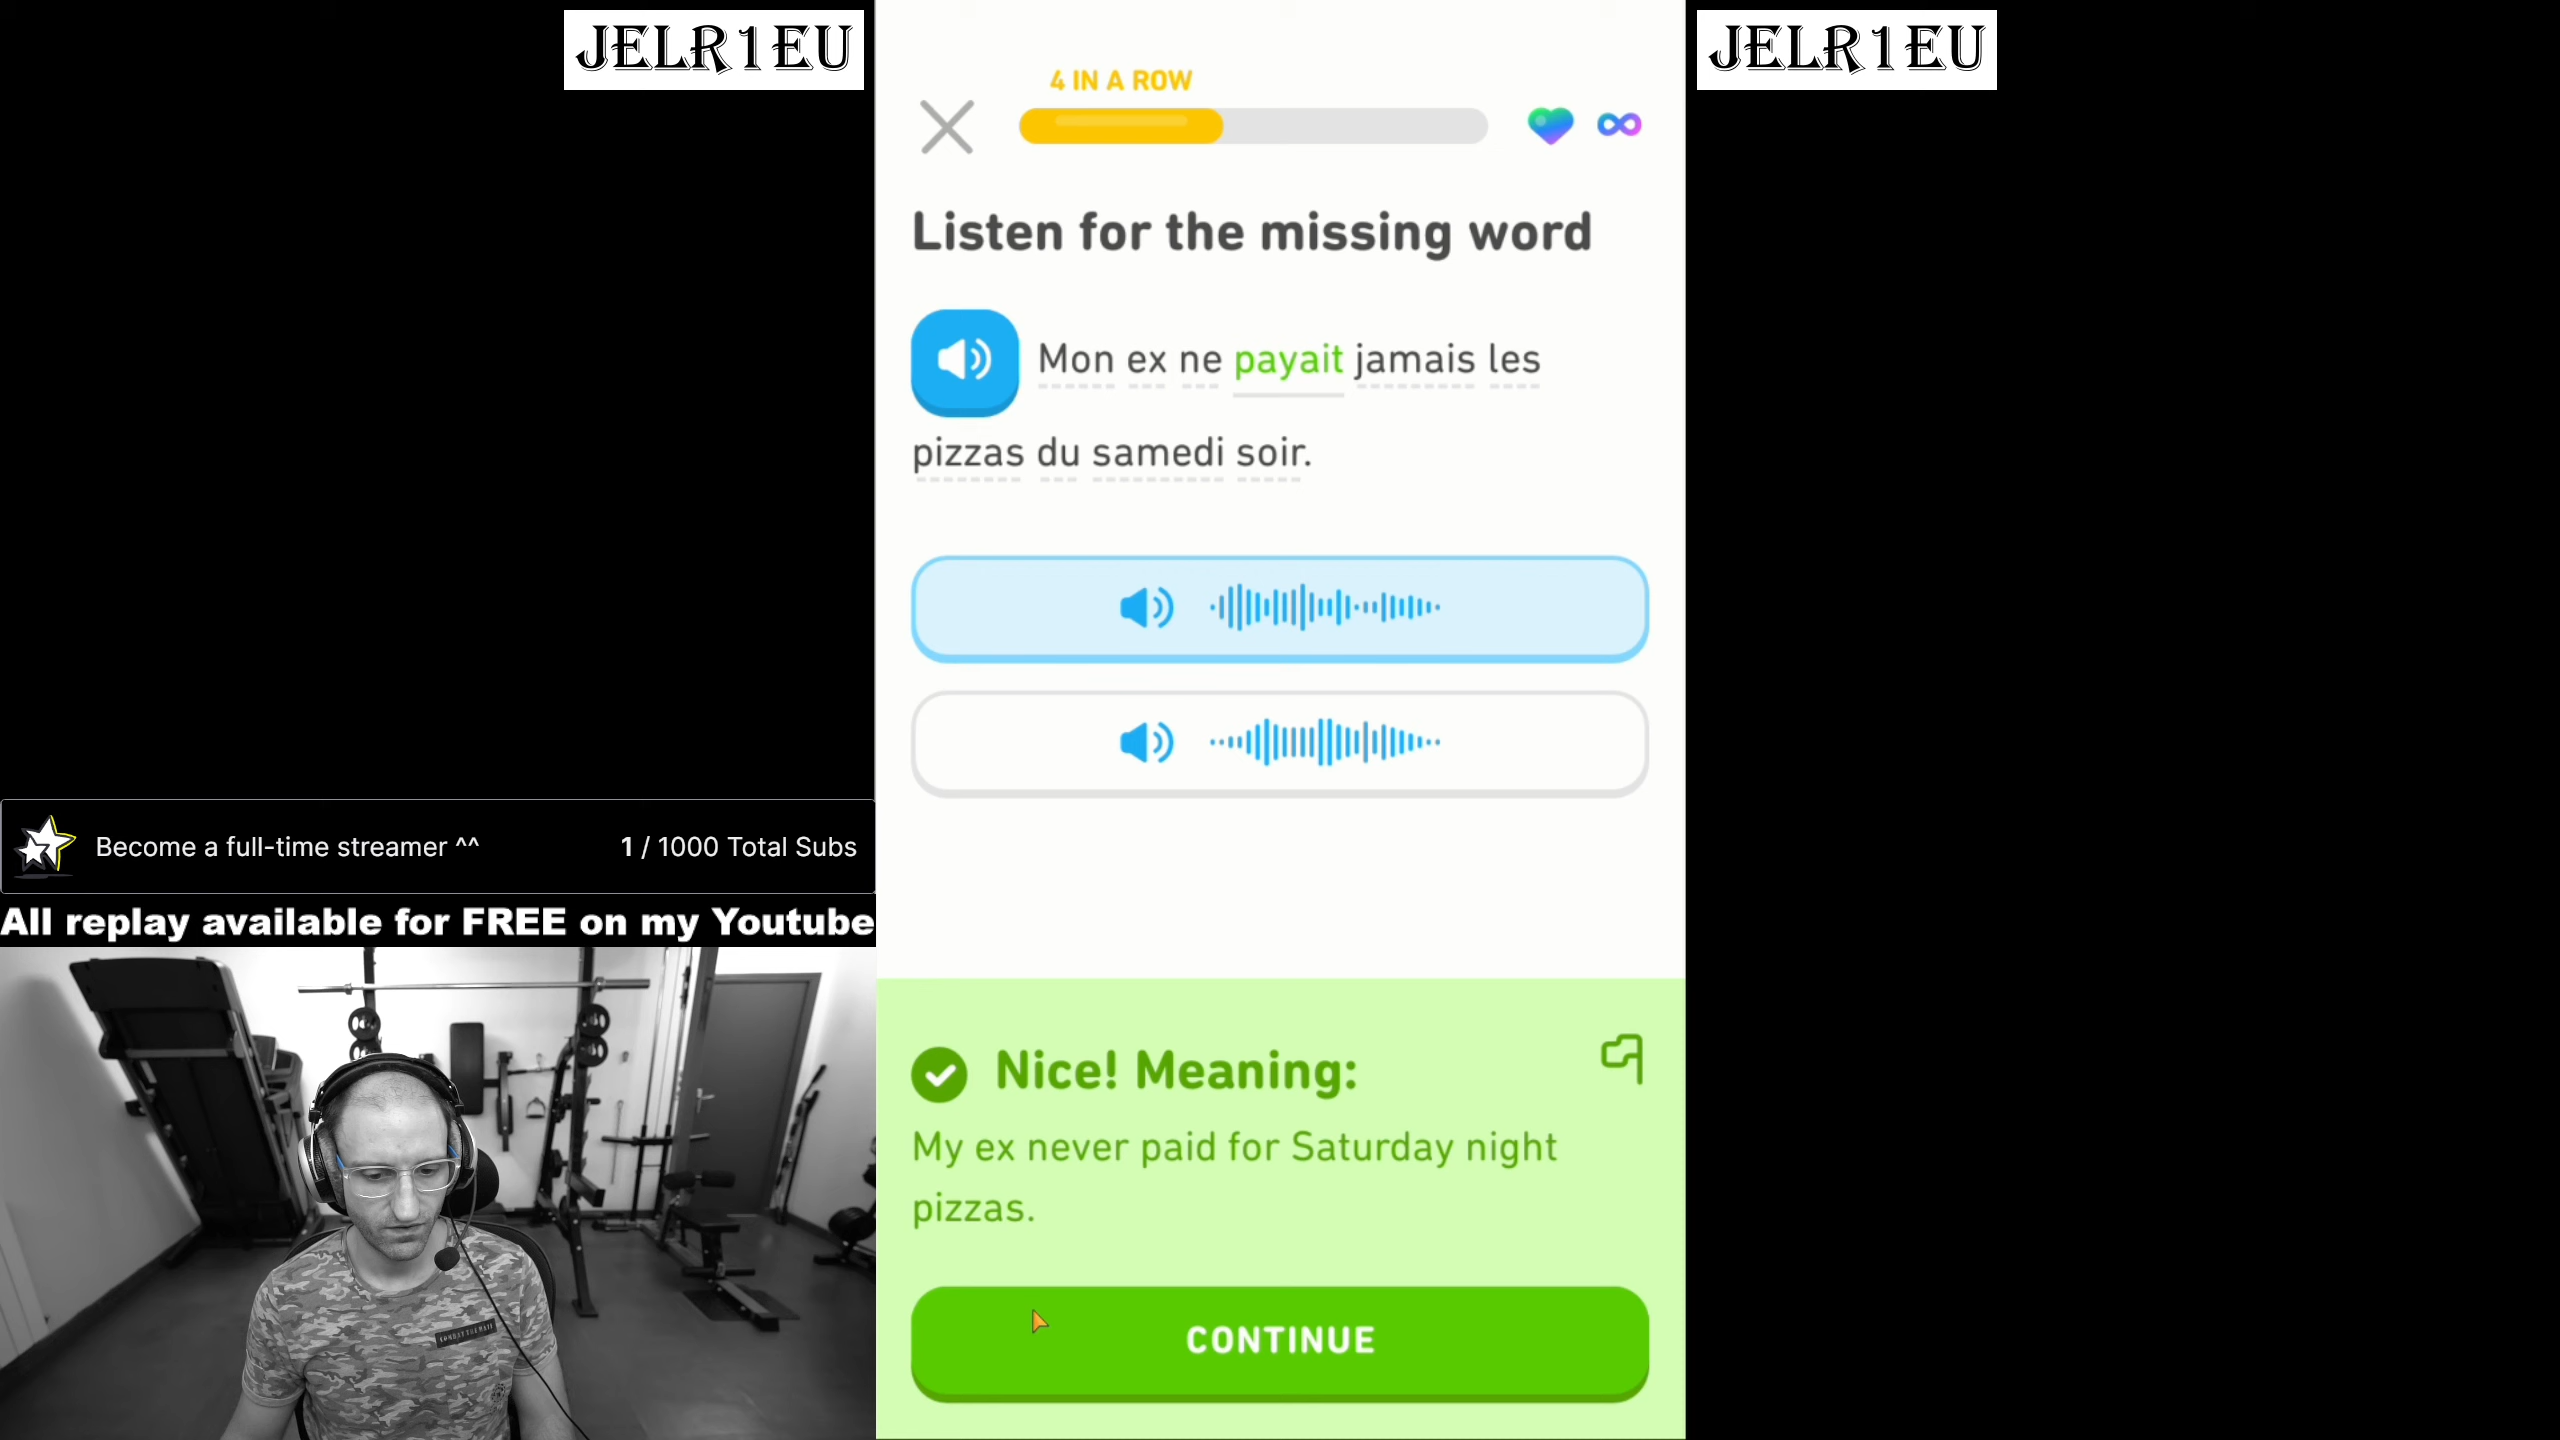 JELR1EU
JELR1EU
4 IN A ROW
Listen for the missing word
Mon ex ne payait jamais les
pizzas du samedi soir.
Become a full-time streamer ^^ 1 / 1000 Total Subs
All replay available for FREE on my Youtube
Nice! Meaning:
My ex never paid for Saturday night
pizzas.
CONTINUE